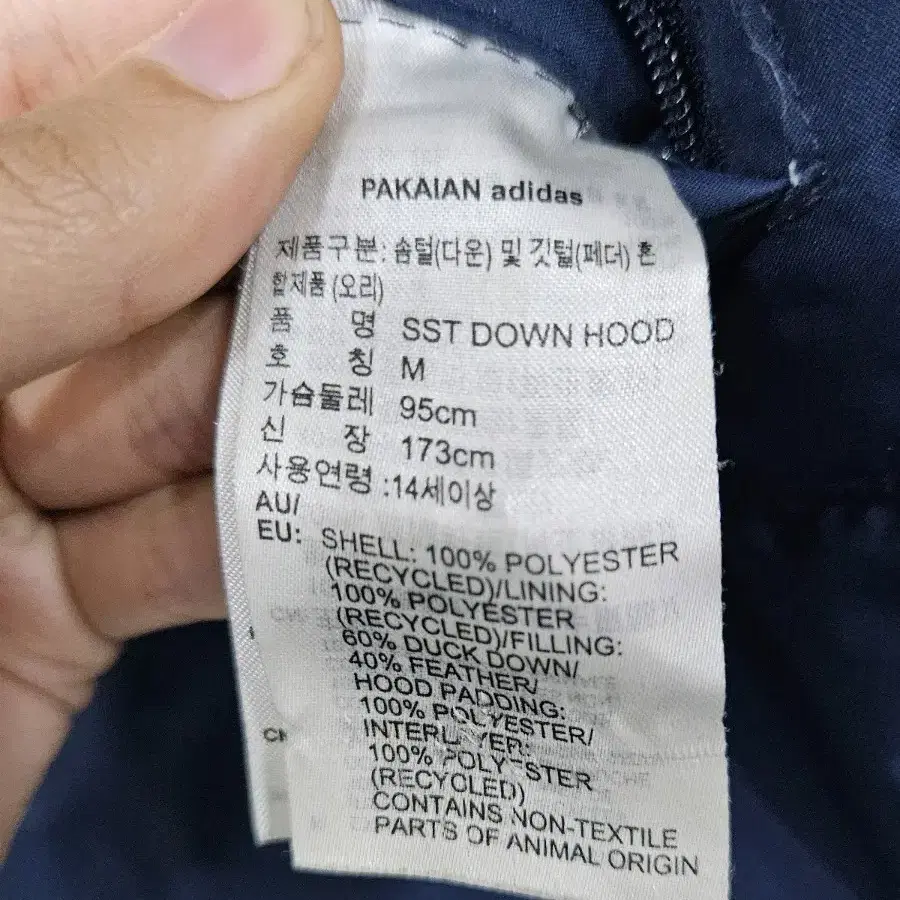 PAKAIAN adidas
제품구분: 솜털(다운) 및 깃털(페더) 혼
합제품 (오리)
품 명 SST DOWN HOOD
호 칭 M
가슴둘레 95cm
신 장 173cm
사용연령 :14세이상
AU/
EU: SHELL: 100% POLYESTER
(RECYCLED)/LINING:
100% POLYESTER
(RECYCLED)/FILLING:
60% DUCK DOWN/
40% FEATHER/
HOOD PADDING:
100% POLYESTER/
INTERLAYER:
100% POLYESTER
(RECYCLED)
CONTAINS NON-TEXTILE
PARTS OF ANIMAL ORIGIN